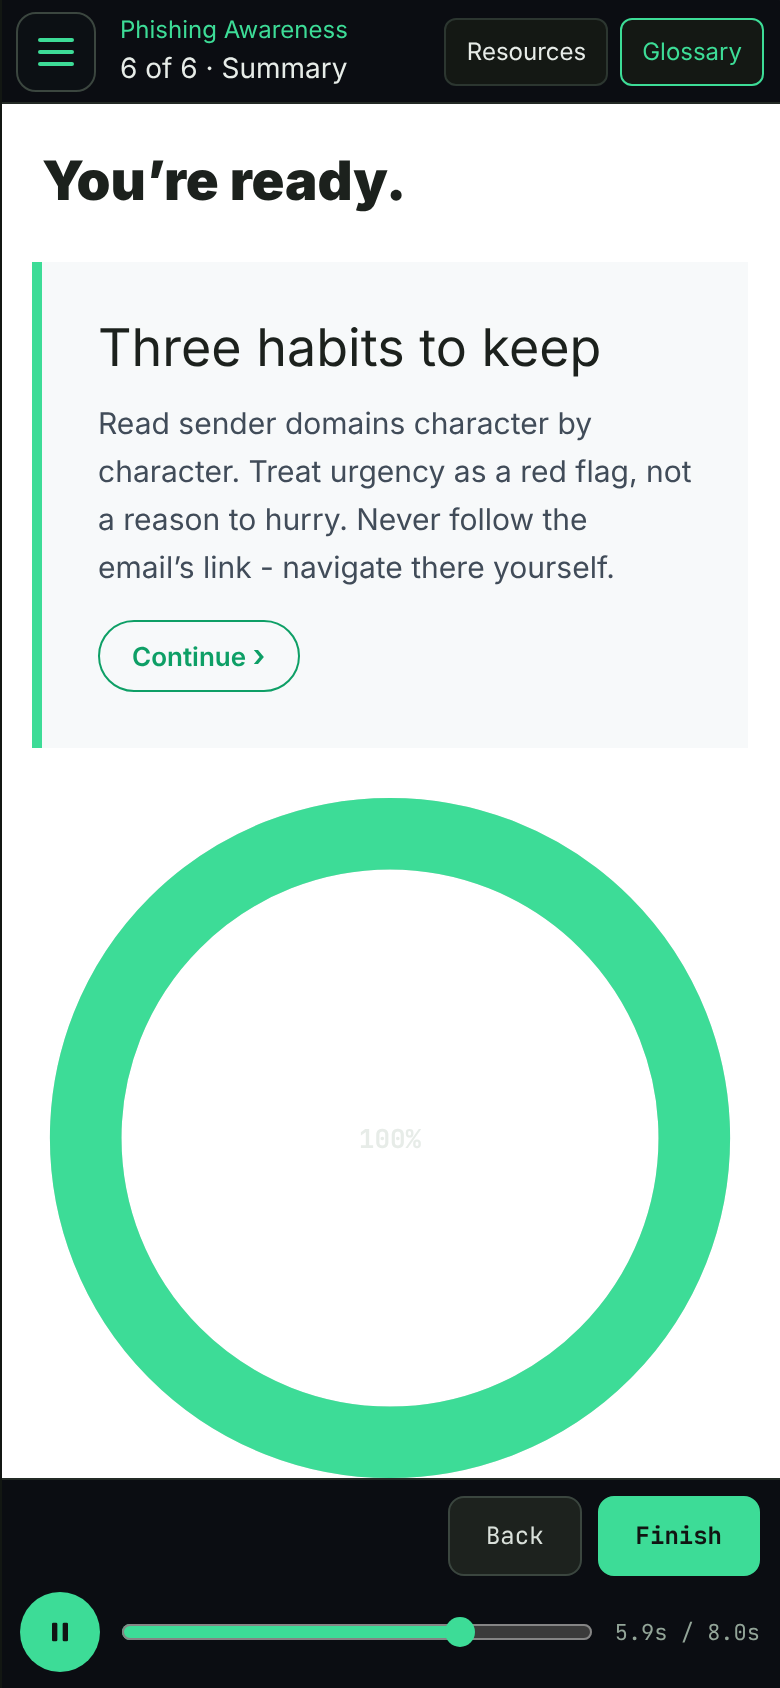 Phishing Awareness
6 of 6 · Summary
Resources
Glossary
You’re ready.
Three habits to keep
Read sender domains character by
character. Treat urgency as a red flag, not
a reason to hurry. Never follow the
email’s link - navigate there yourself.
Continue ›
100%
Back
Finish
5.9s / 8.0s